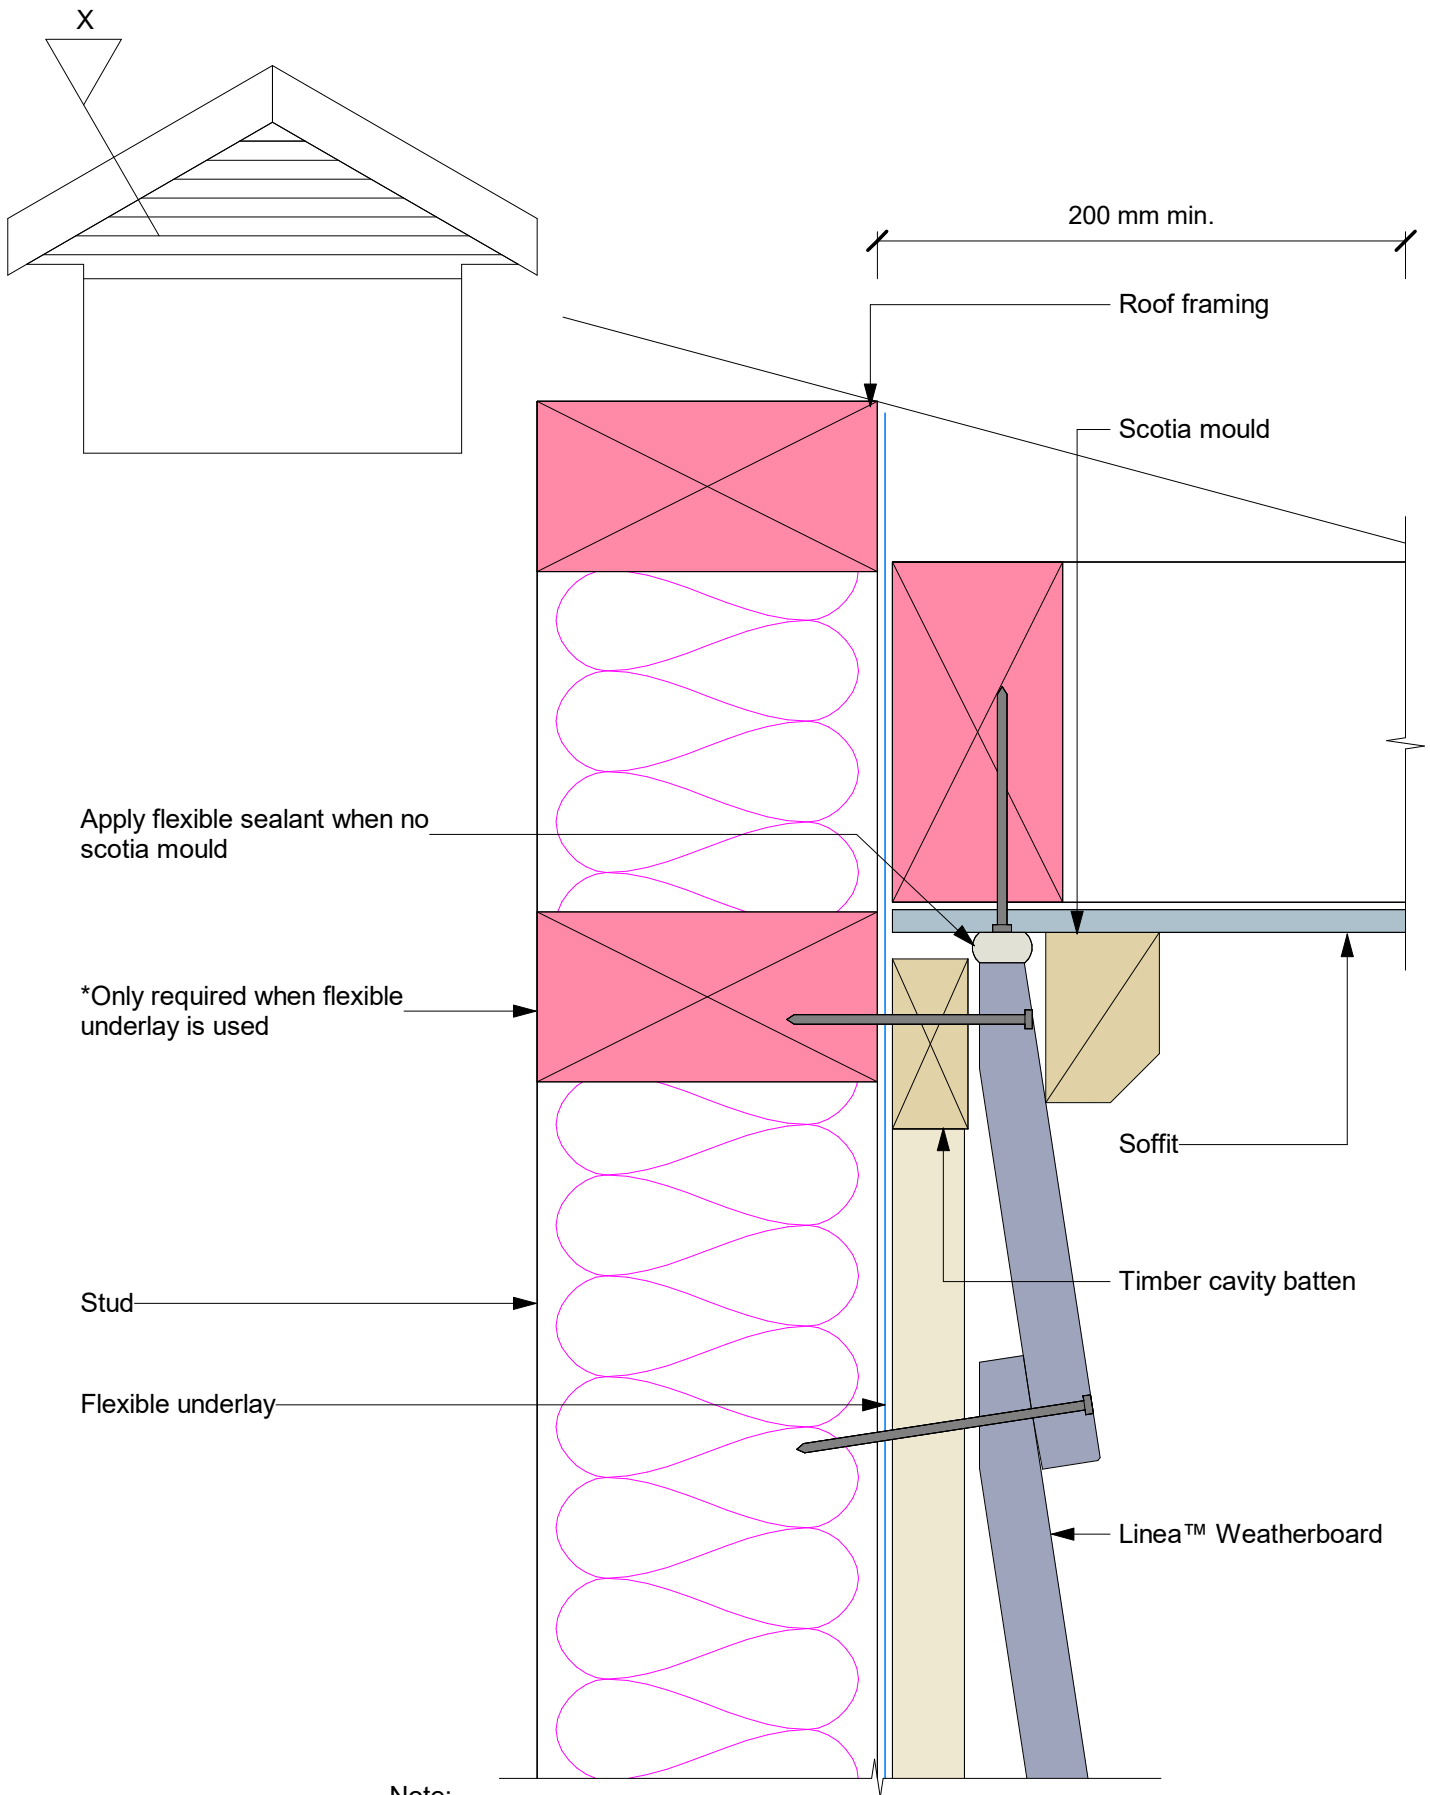 X
200 mm min.
Roof framing
Scotia mould
Apply flexible sealant when no
scotia mould
*Only required when flexible
underlay is used
Soffit
Timber cavity batten
Stud
Flexible underlay
Linea™ Weatherboard
Note: